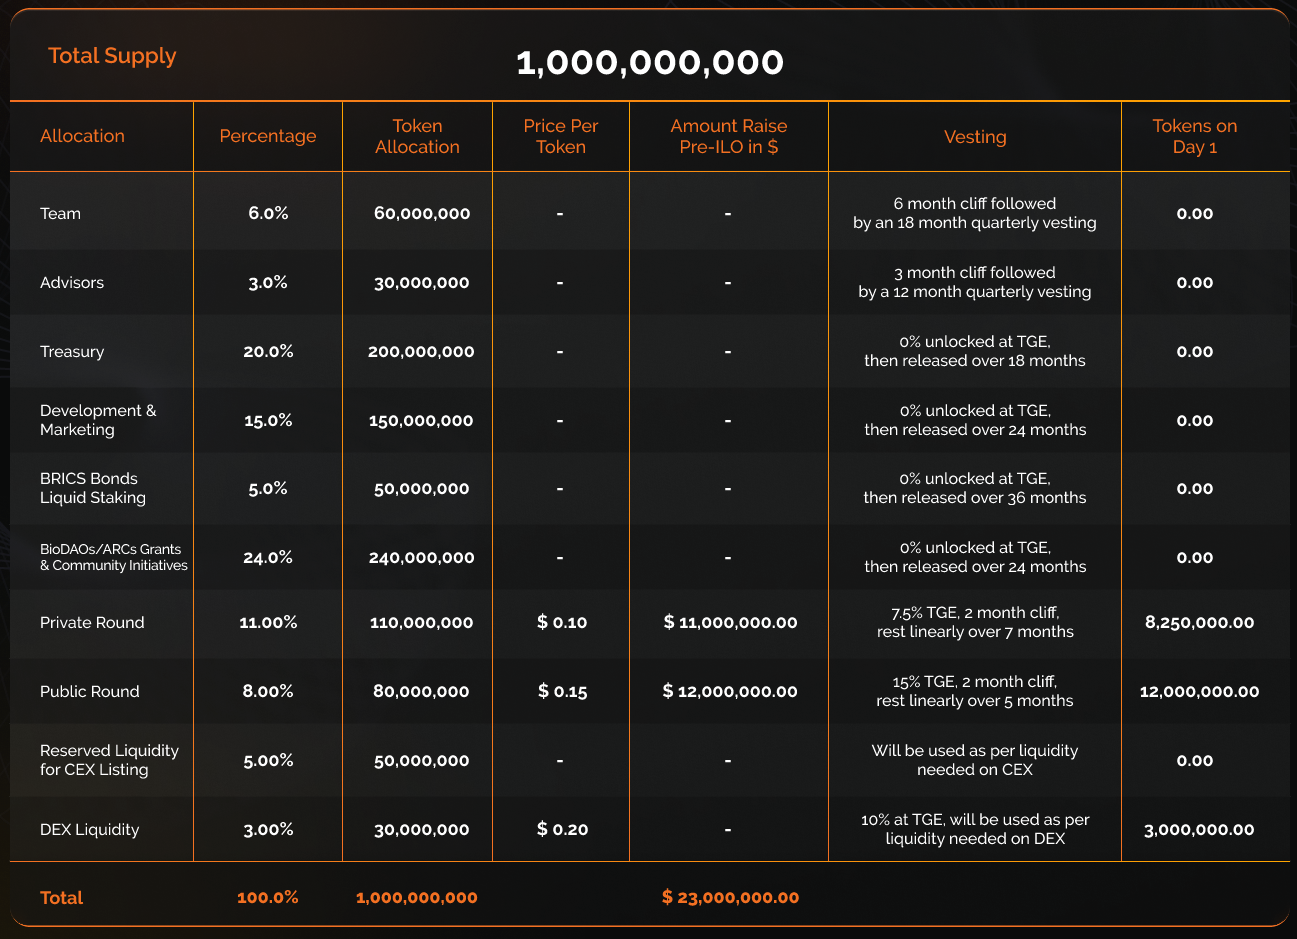 Total Supply
1,000,000,000
Allocation
Percentage
Token
Allocation
Price Per
Token
Amount Raise
Pre-ILO in $
Vesting
Tokens on
Day 1
Team
6.0%
60,000,000
-
-
6 month cliff followed
by an 18 month quarterly vesting
0.00
Advisors
3.0%
30,000,000
-
-
3 month cliff followed
by a 12 month quarterly vesting
0.00
Treasury
20.0%
200,000,000
-
-
0% unlocked at TGE,
then released over 18 months
0.00
Development &
Marketing
15.0%
150,000,000
-
-
0% unlocked at TGE,
then released over 24 months
0.00
BRICS Bonds
Liquid Staking
5.0%
50,000,000
-
-
0% unlocked at TGE,
then released over 36 months
0.00
BioDAOs/ARCs Grants
& Community Initiatives
24.0%
240,000,000
-
-
0% unlocked at TGE,
then released over 24 months
0.00
Private Round
11.00%
110,000,000
$ 0.10
$ 11,000,000.00
7.5% TGE, 2 month cliff,
rest linearly over 7 months
8,250,000.00
Public Round
8.00%
80,000,000
$ 0.15
$ 12,000,000.00
15% TGE, 2 month cliff,
rest linearly over 5 months
12,000,000.00
Reserved Liquidity
for CEX Listing
5.00%
50,000,000
-
-
Will be used as per liquidity
needed on CEX
0.00
DEX Liquidity
3.00%
30,000,000
$ 0.20
-
10% at TGE, will be used as per
liquidity needed on DEX
3,000,000.00
Total
100.0%
1,000,000,000
$ 23,000,000.00